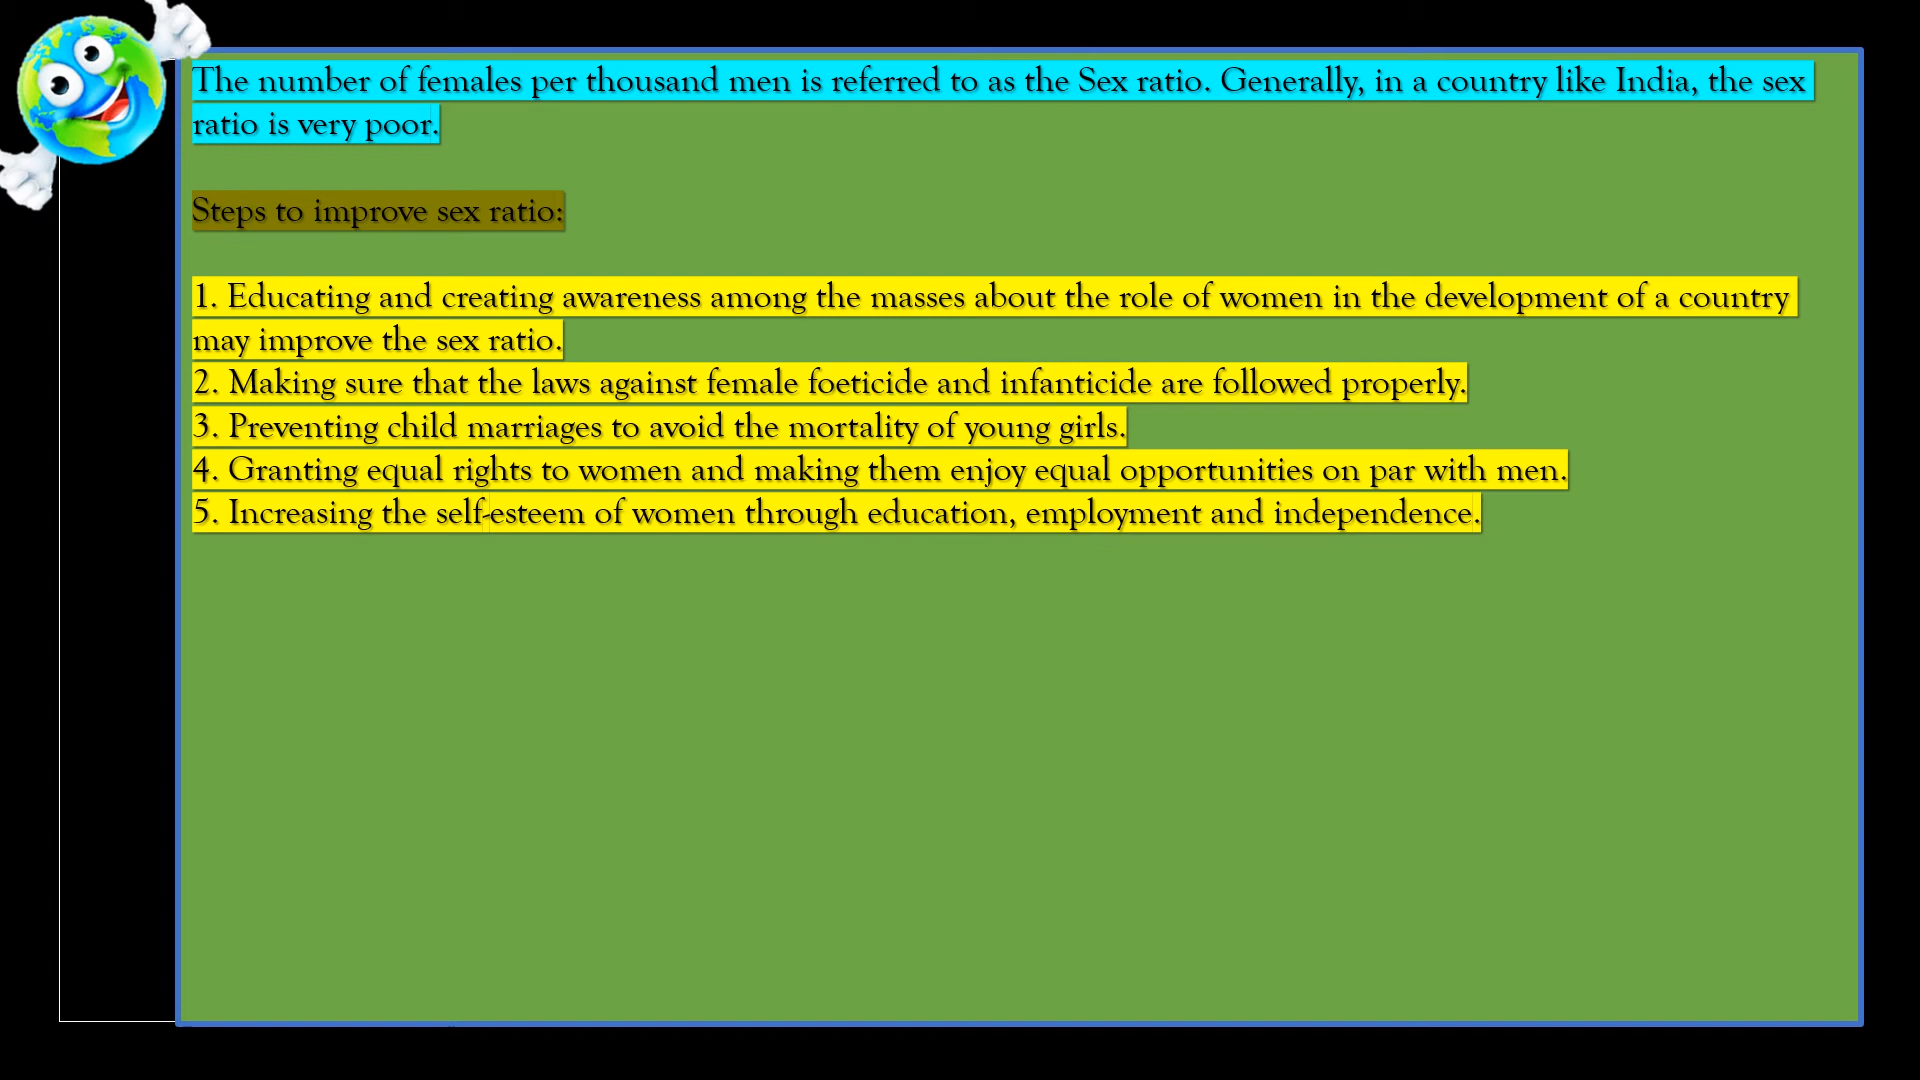 The number of females per thousand men is referred to as the Sex ratio. Generally, in a country like India, the sex
ratio is very poor.
Steps to improve sex ratio:
1. Educating and creating awareness among the masses about the role of women in the development of a country
may improve the sex ratio.
2. Making sure that the laws against female foeticide and infanticide are followed properly.
3. Preventing child marriages to avoid the mortality of young girls.
4. Granting equal rights to women and making them enjoy equal opportunities on par with men.
5. Increasing the self-esteem of women through education, employment and independence.